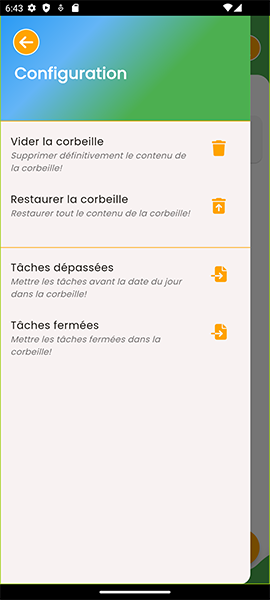 6:43
Configuration
Vider la corbeille
Supprimer définitivement le contenu de
la corbeille!
Restaurer la corbeille
Restaurer tout le contenu de la corbeille!
Tâches dépassées
Mettre les tâches avant la date du jour
dans la corbeille!
Tâches fermées
Mettre les tâches fermées dans la
corbeille!